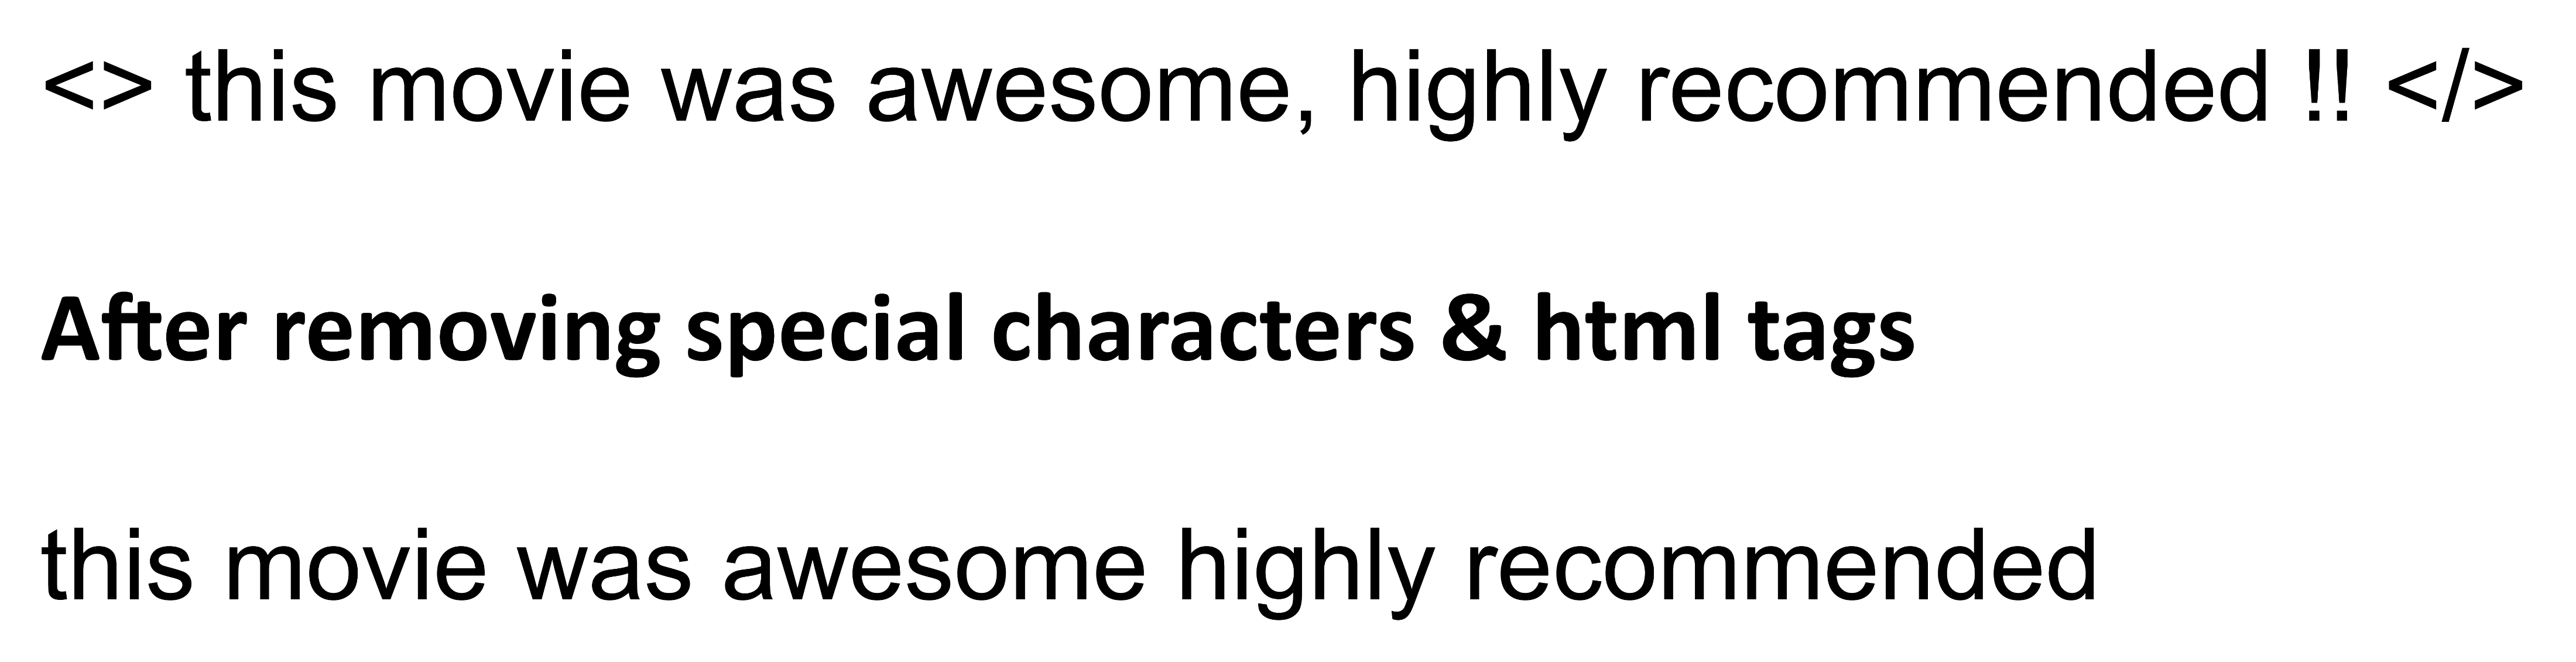 <> this movie was awesome, highly recommended !! </>
After removing special characters & html tags
this movie was awesome highly recommended